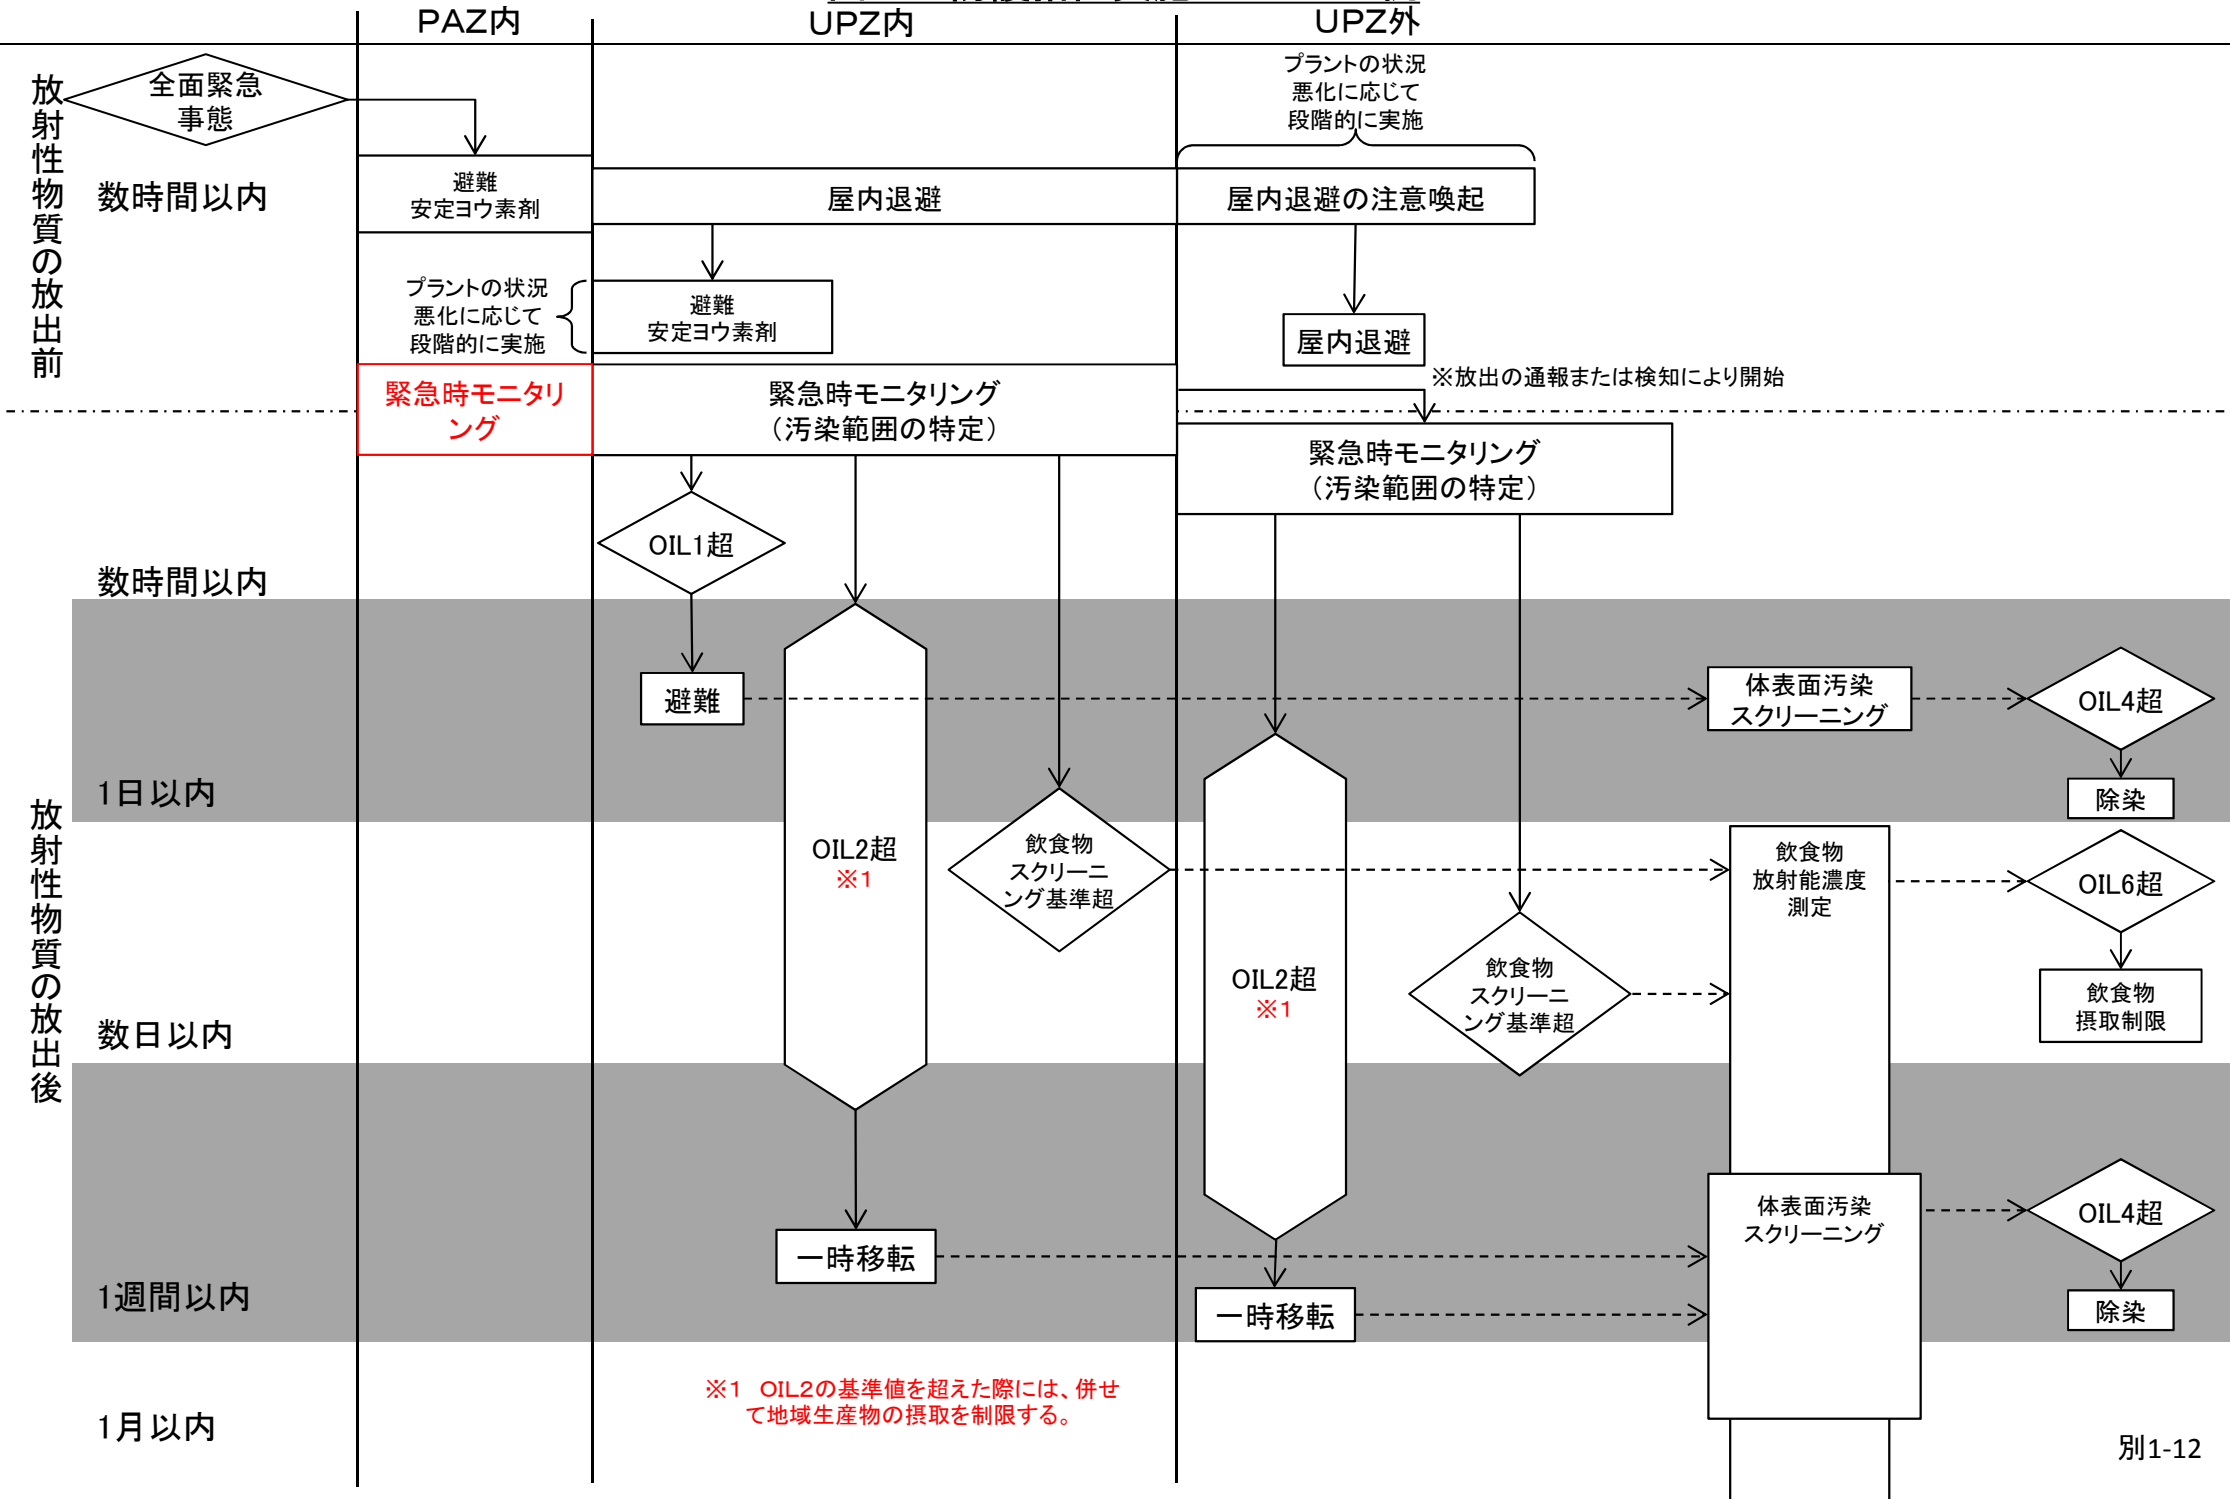 PAZ内
UPZ内
UPZ外
放射性物質の放出前
全面緊急
事態
プラントの状況
悪化に応じて
段階的に実施
数時間以内
避難
安定ヨウ素剤
屋内退避
屋内退避の注意喚起
プラントの状況
悪化に応じて
段階的に実施
避難
安定ヨウ素剤
屋内退避
※放出の通報または検知により開始
緊急時モニタリ
ング
緊急時モニタリング
（汚染範囲の特定）
緊急時モニタリング
（汚染範囲の特定）
OIL1超
数時間以内
放射性物質の放出後
避難
体表面汚染
スクリーニング
OIL4超
1日以内
除染
OIL2超
※1
飲食物
スクリーニ
ング基準超
飲食物
放射能濃度
測定
OIL6超
OIL2超
※1
飲食物
スクリーニ
ング基準超
飲食物
摂取制限
数日以内
体表面汚染
スクリーニング
OIL4超
一時移転
1週間以内
一時移転
除染
※1　OIL2の基準値を超えた際には、併せ
て地域生産物の摂取を制限する。
1月以内
別1-12